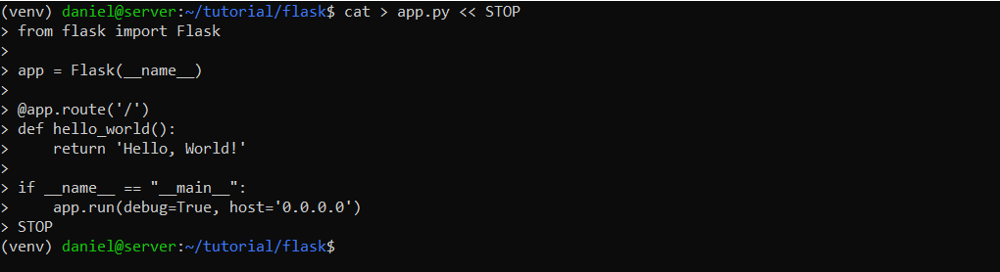 (venv) daniel@server:~/tutorial/flask$ cat > app.py << STOP
> from flask import Flask
>
> app = Flask(__name__)
>
> @app.route('/')
> def hello_world():
>     return 'Hello, World!'
>
> if __name__ == "__main__":
>     app.run(debug=True, host='0.0.0.0')
> STOP
(venv) daniel@server:~/tutorial/flask$